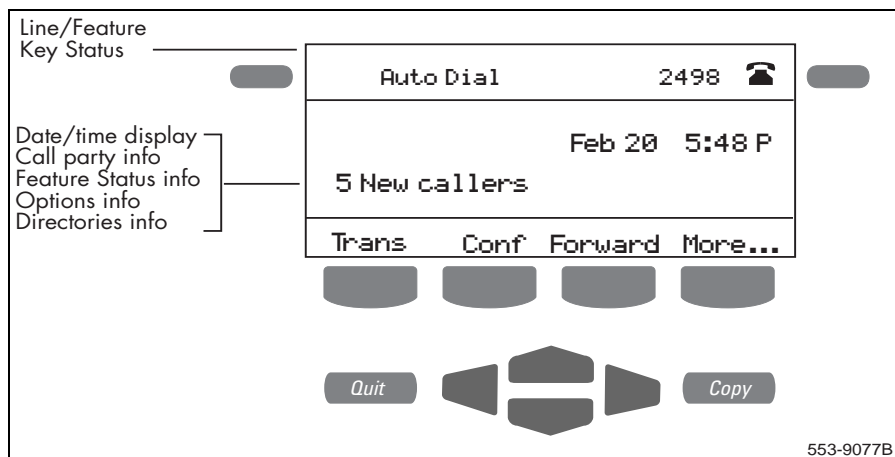 Line/Feature
Key Status
Auto Dial 2498
Date/time display
Call party info
Feature Status info
Options info
Directories info
Feb 20 5:48 P
5 New callers
Trans Conf Forward More...
Quit Copy
553-9077B